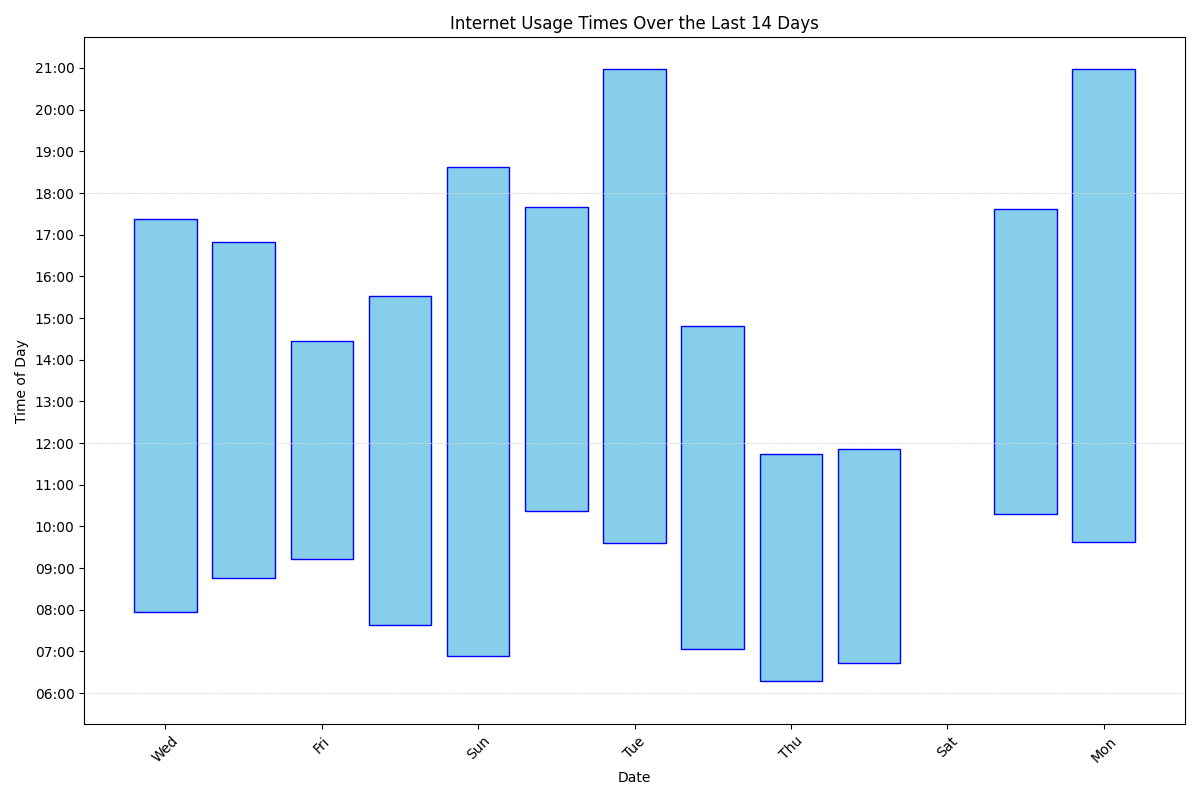 Internet Usage Times Over the Last 14 Days
21:00
20:00
19:00
18:00
17:00
16:00
15:00
14:00
13:00
12:00
11:00
10:00
09:00
08:00
07:00
06:00
Time of Day
Wed
Fri
Sun
Tue
Thu
Sat
Mon
Date